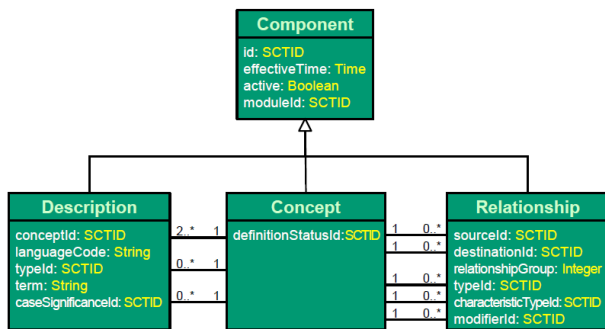 Component
id: SCTID
effectiveTime: Time
active: Boolean
moduleId: SCTID
Description
conceptId: SCTID
languageCode: String
typeId: SCTID
term: String
caseSignificanceId: SCTID
2..* 1
0..* 1
0..* 1
Concept
definitionStatusId:SCTID
1 0..*
1 0..*
1 0..*
1 0..*
1 0..*
Relationship
sourceId: SCTID
destinationId: SCTID
relationshipGroup: Integer
typeId: SCTID
characteristicTypeId:SCTID
modifierId: SCTID